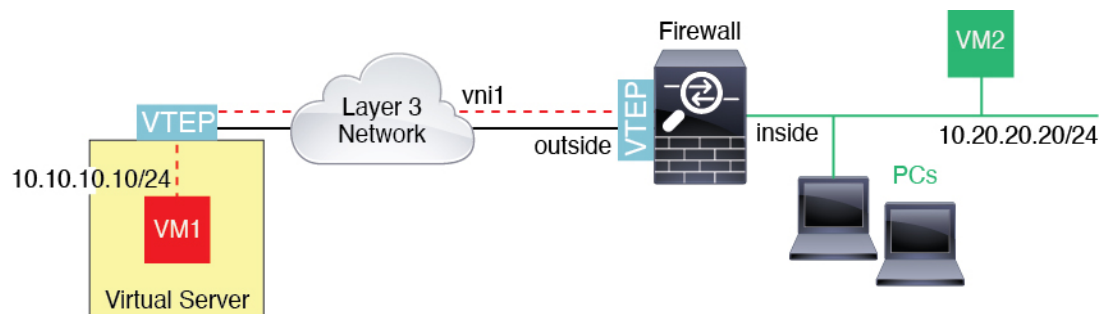 Firewall
VM2
Layer 3
Network
vni1
VTEP
VTEP
outside
inside
10.20.20.20/24
10.10.10.10/24
PCs
VM1
Virtual Server